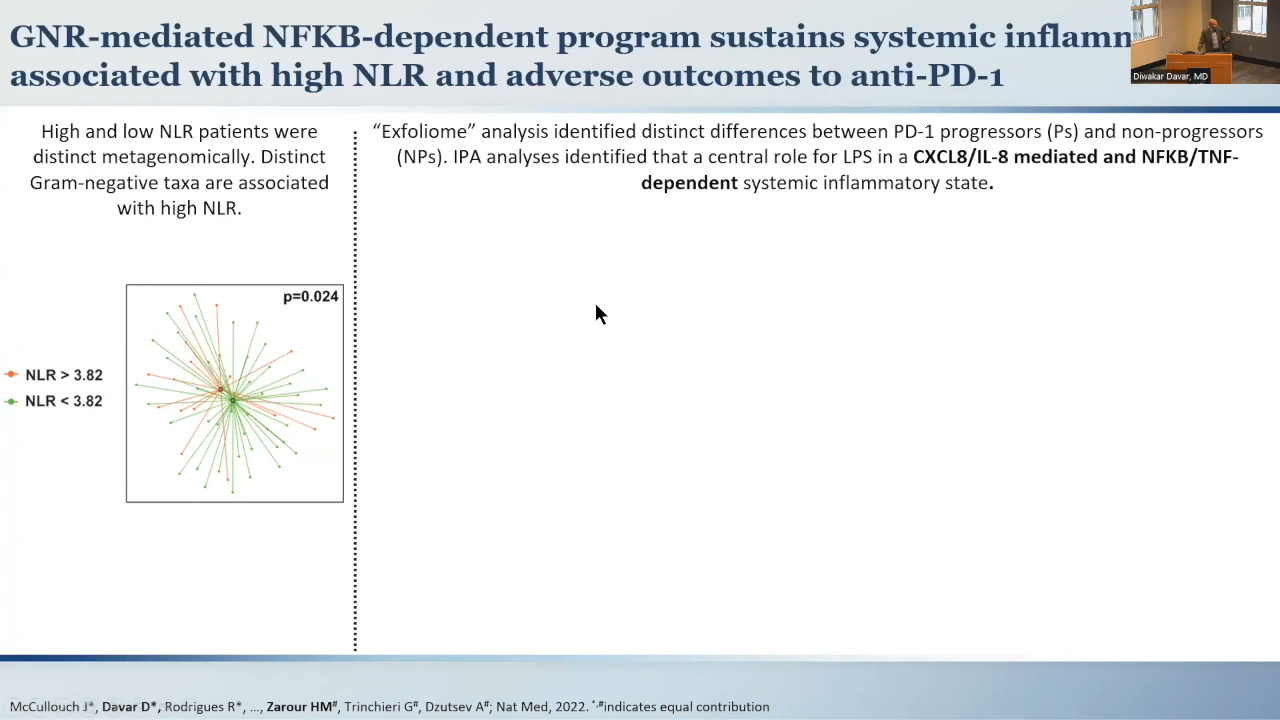 GNR-mediated NFKB-dependent program sustains systemic inflamm
associated with high NLR and adverse outcomes to anti-PD-1
Diwakar Davar, MD
High and low NLR patients were
distinct metagenomically. Distinct
Gram-negative taxa are associated
with high NLR.
“Exfoliome” analysis identified distinct differences between PD-1 progressors (Ps) and non-progressors
(NPs). IPA analyses identified that a central role for LPS in a CXCL8/IL-8 mediated and NFKB/TNF-
dependent systemic inflammatory state.
p=0.024
NLR > 3.82
NLR < 3.82
McCullouch J*, Davar D*, Rodrigues R*, ..., Zarour HM#, Trinchieri G#, Dzutsev A#; Nat Med, 2022. *,#indicates equal contribution